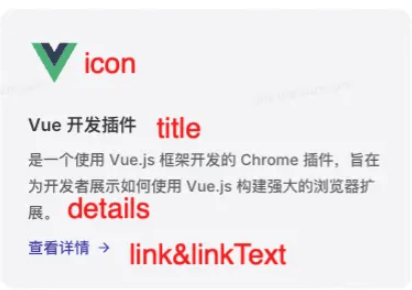 icon
Vue 开发插件 title
是一个使用 Vue.js 框架开发的 Chrome 插件，旨在
为开发者展示如何使用 Vue.js 构建强大的浏览器扩
展。 details
查看详情 → link&linkText